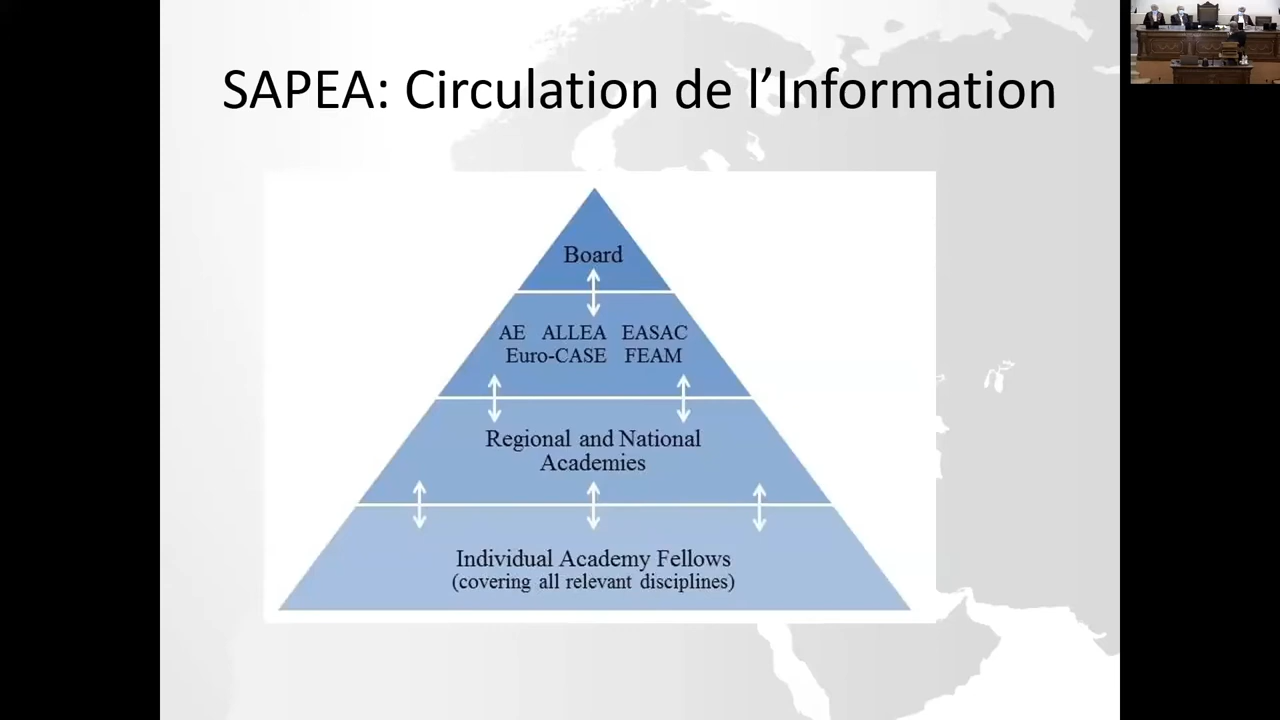 SAPEA: Circulation de l’Information
Board
AE ALLEA EASAC
Euro-CASE FEAM
Regional and National
Academies
Individual Academy Fellows
(covering all relevant disciplines)